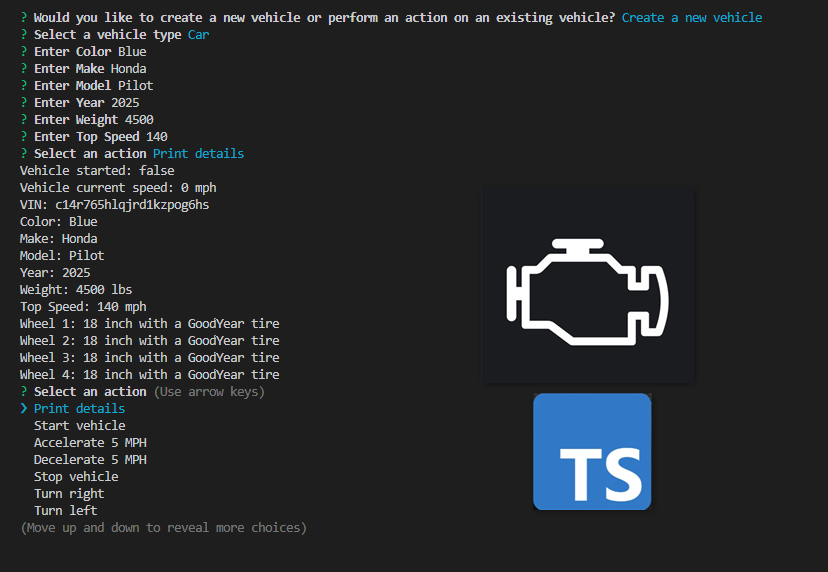 ? Would you like to create a new vehicle or perform an action on an existing vehicle? Create a new vehicle
? Select a vehicle type Car
? Enter Color Blue
? Enter Make Honda
? Enter Model Pilot
? Enter Year 2025
? Enter Weight 4500
? Enter Top Speed 140
? Select an action Print details
Vehicle started: false
Vehicle current speed: 0 mph
VIN: c14r765hlqjrd1kzpog6hs
Color: Blue
Make: Honda
Model: Pilot
Year: 2025
Weight: 4500 lbs
Top Speed: 140 mph
Wheel 1: 18 inch with a GoodYear tire
Wheel 2: 18 inch with a GoodYear tire
Wheel 3: 18 inch with a GoodYear tire
Wheel 4: 18 inch with a GoodYear tire
? Select an action (Use arrow keys)
❯ Print details
Start vehicle
Accelerate 5 MPH
Decelerate 5 MPH
Stop vehicle
Turn right
Turn left
(Move up and down to reveal more choices)
TS